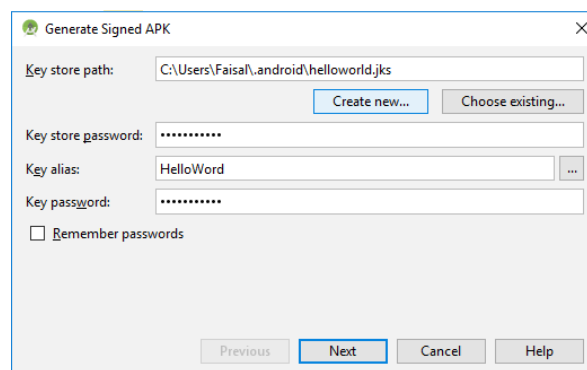 Generate Signed APK
Key store path: C:\Users\Faisal\.android\helloworld.jks
Create new... Choose existing...
Key store password: •••••••••••
Key alias: HelloWord ...
Key password: •••••••••••
Remember passwords
Previous Next Cancel Help